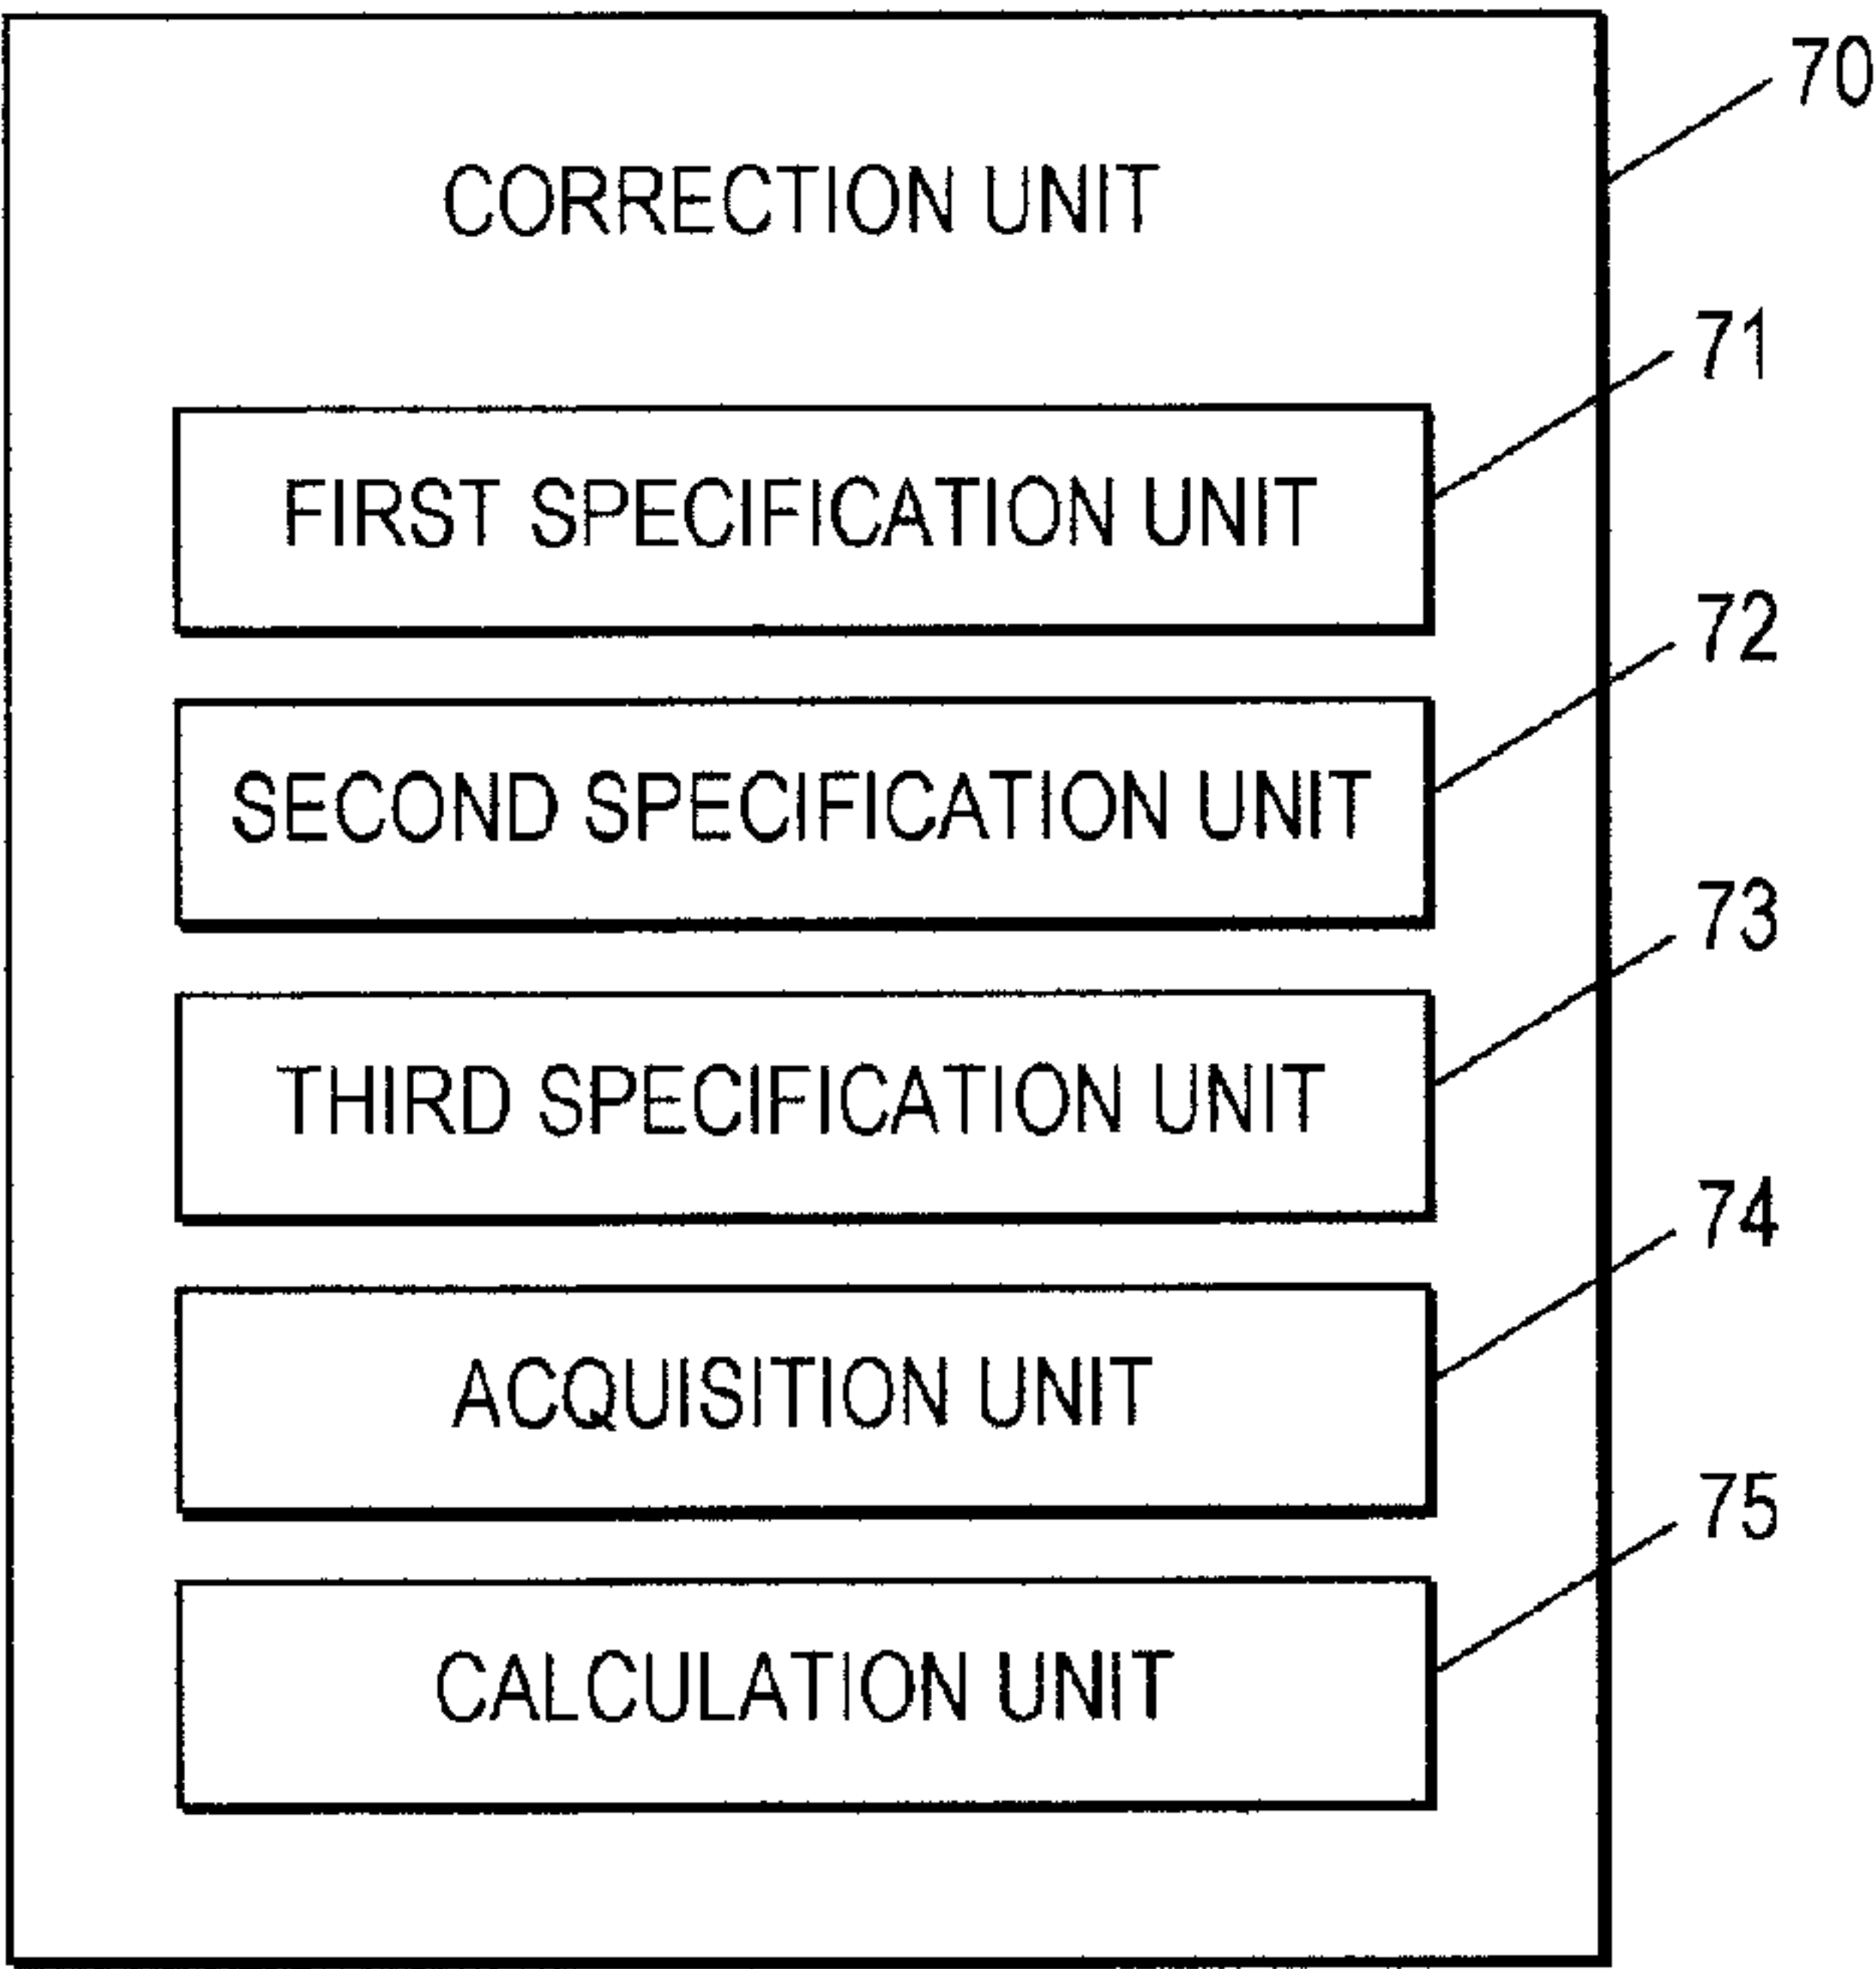 70
CORRECTION UNIT
71
FIRST SPECIFICATION UNIT
72
SECOND SPECIFICATION UNIT
73
THIRD SPECIFICATION UNIT
74
ACQUISITION UNIT
75
CALCULATION UNIT